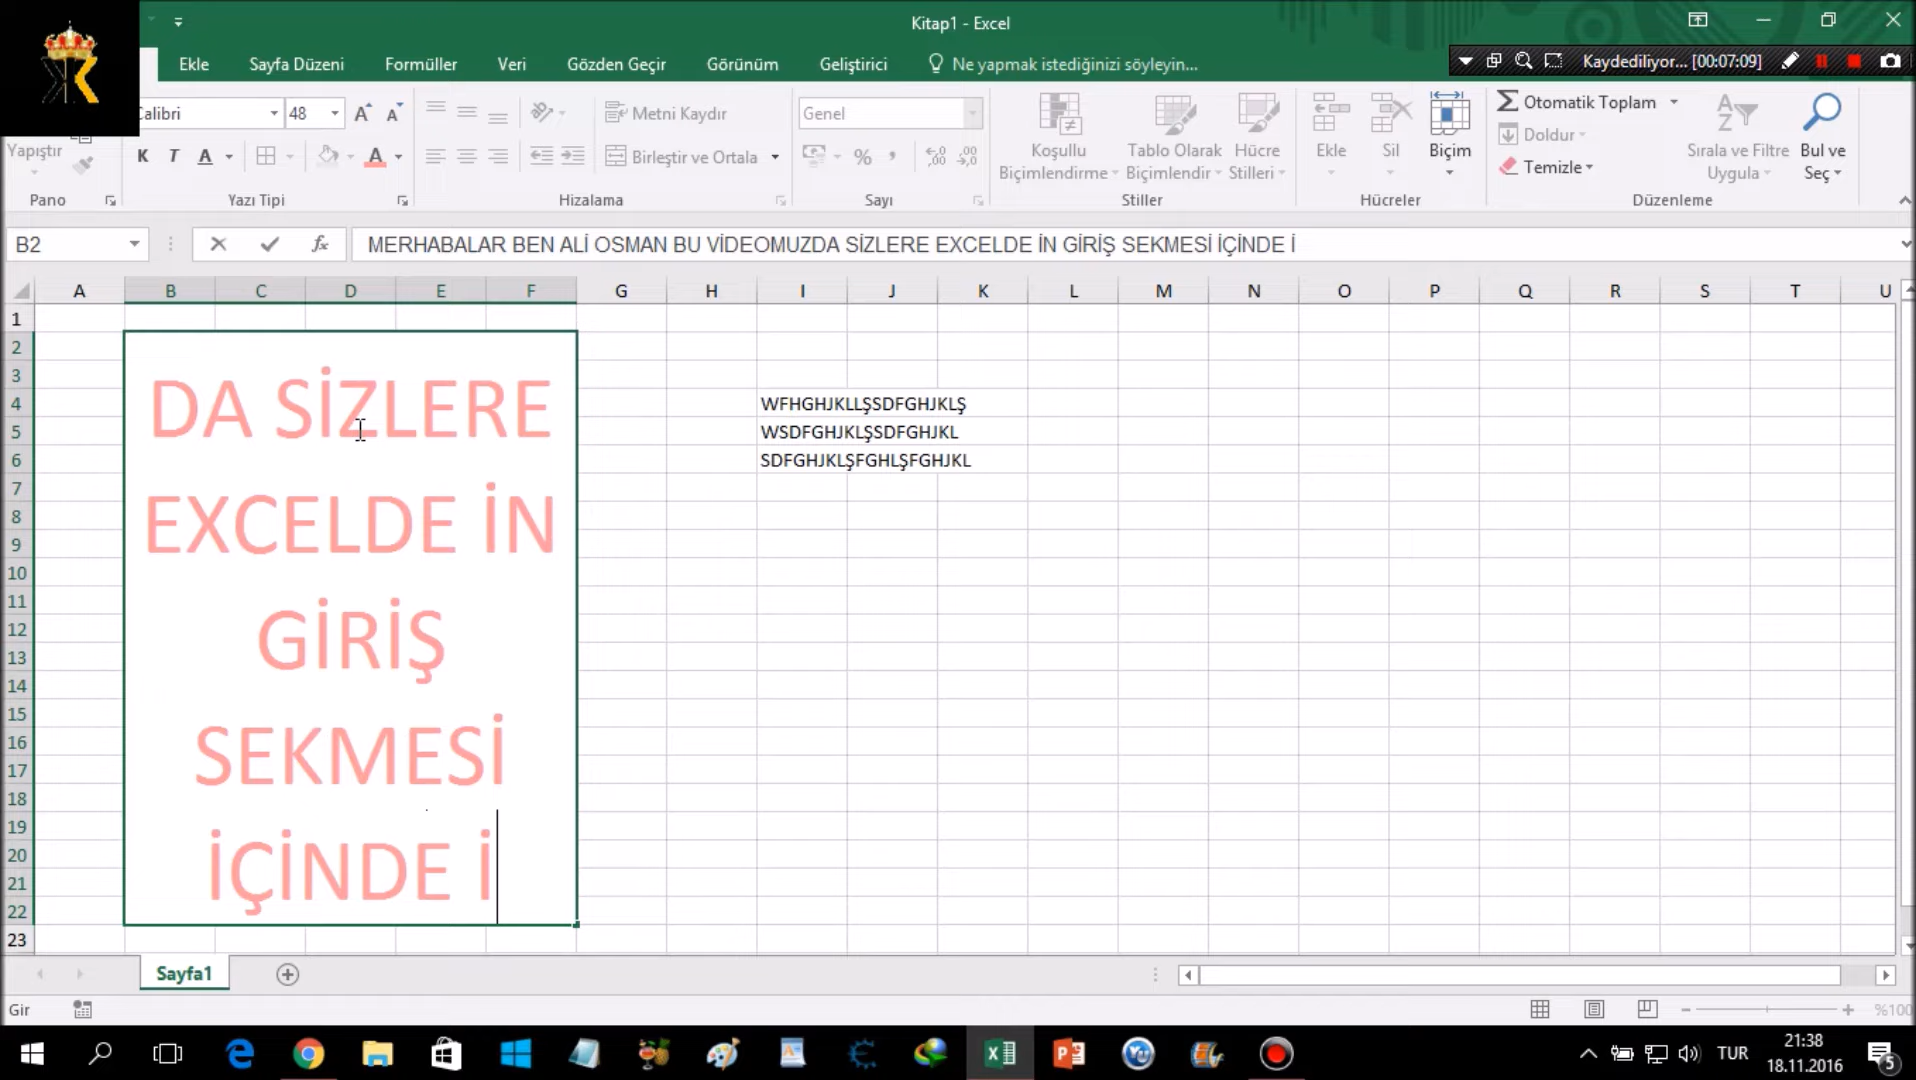 Kitap1 - Excel
Ekle Sayfa Düzeni Formüller Veri Gözden Geçir Görünüm Geliştirici Ne yapmak istediğinizi söyleyin...
Kaydediliyor... [00:07:09]
Calibri 48 Metni Kaydır Genel
Yapıştır K T A A Birleştir ve Ortala %
Koşullu Biçimlendirme Tablo Olarak Biçimlendir Hücre Stilleri
Ekle Sil Biçim
Otomatik Toplam
Doldur
Temizle
Sırala ve Filtre Uygula Bul ve Seç
Pano Yazı Tipi Hizalama Sayı Stiller Hücreler Düzenleme
B2 fx MERHABALAR BEN ALİ OSMAN BU VİDEOMUZDA SİZLERE EXCELDE İN GİRİŞ SEKMESİ İÇİNDE İ
A B C D E F G H I J K L M N O P Q R S T U
1
2
3
4
5
6
7
8
9
10
11
12
13
14
15
16
17
18
19
20
21
22
23
DA SİZLERE
EXCELDE İN
GİRİŞ
SEKMESİ
İÇİNDE İ
WFHGHJKLLŞSDFGHJKLŞ
WSDFGHJKLŞSDFGHJKL
SDFGHJKLŞFGHLŞFGHJKL
Sayfa1
Gir %100
TUR 21:38
18.11.2016 5